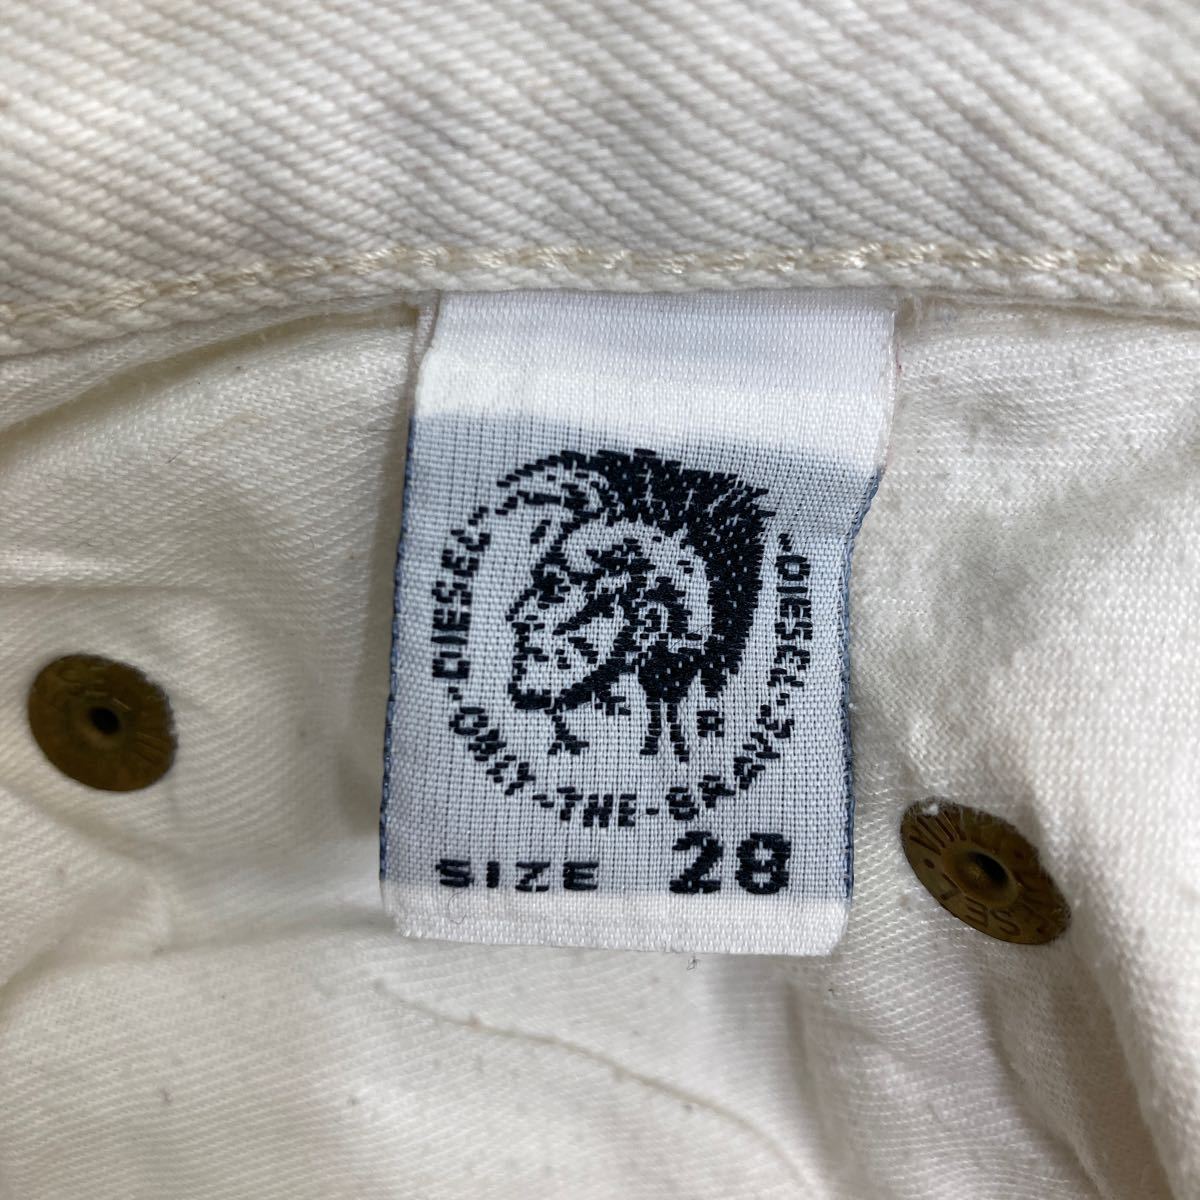 DIESEL
DIESEL
ONLY-THE-BRAVE
R
SIZE 28